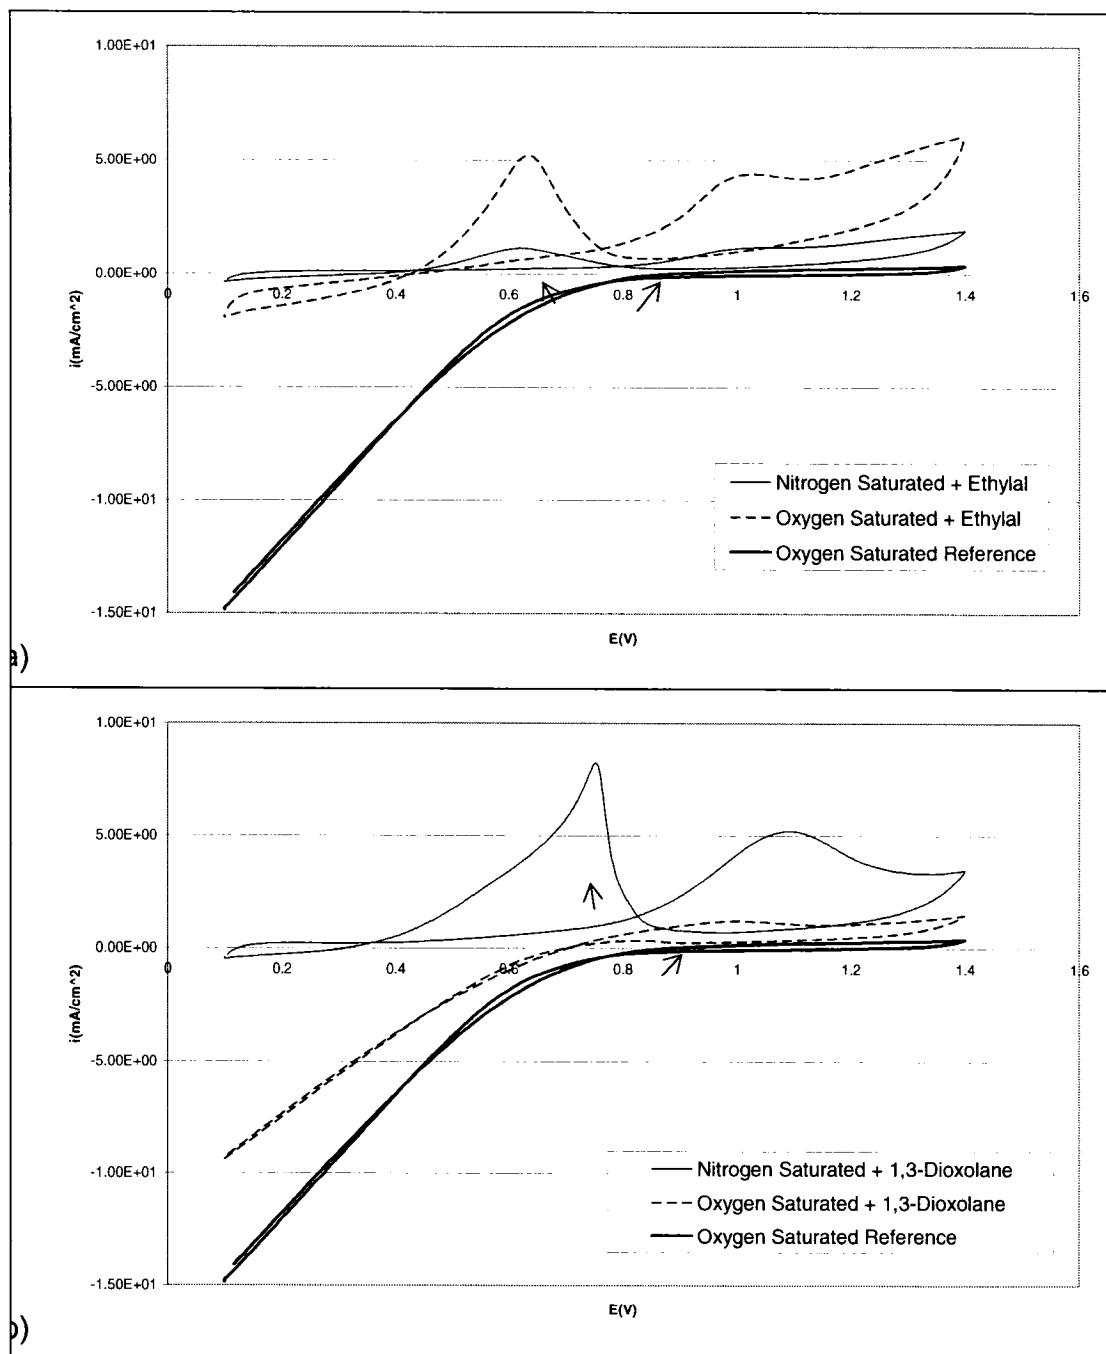 1.00E+01
5.00E+00
0.00E+00
0 0.2 0.4 0.6 0.8 1 1.2 1.4 1.6
i(mA/cm^2)
-5.00E+00
-1.00E+01
-1.50E+01
Nitrogen Saturated + Ethylal
Oxygen Saturated + Ethylal
Oxygen Saturated Reference
E(V)
a)
1.00E+01
5.00E+00
0.00E+00
0 0.2 0.4 0.6 0.8 1 1.2 1.4 1.6
i(mA/cm^2)
-5.00E+00
-1.00E+01
-1.50E+01
Nitrogen Saturated + 1,3-Dioxolane
Oxygen Saturated + 1,3-Dioxolane
Oxygen Saturated Reference
E(V)
b)